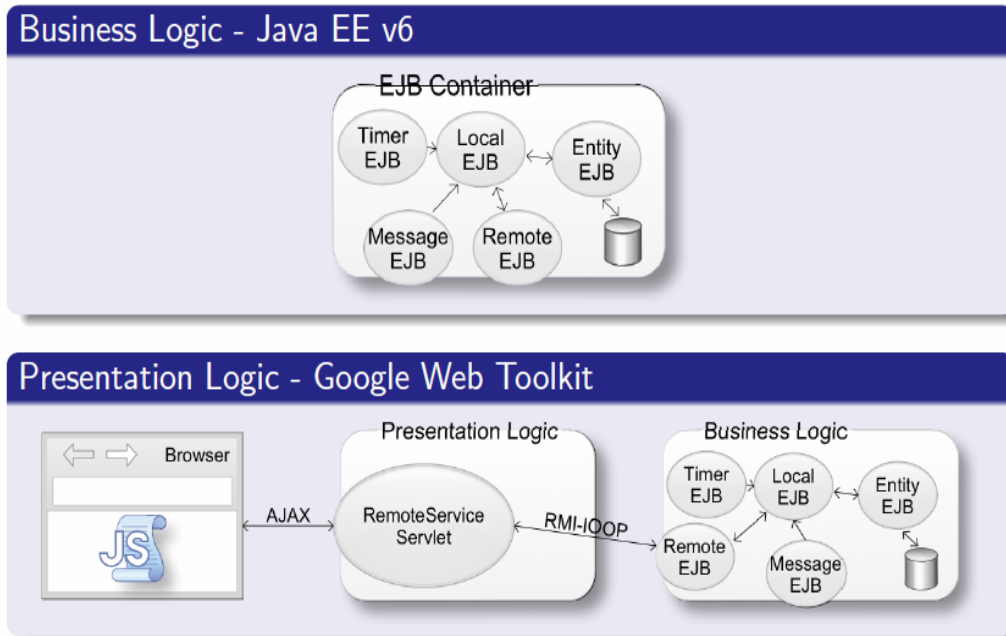 Business Logic - Java EE v6
EJB Container
Timer
EJB
Local
EJB
Entity
EJB
Message
EJB
Remote
EJB
Presentation Logic - Google Web Toolkit
Browser
JS
AJAX
Presentation Logic
RemoteService
Servlet
RMI-IOOP
Business Logic
Timer
EJB
Local
EJB
Entity
EJB
Remote
EJB
Message
EJB